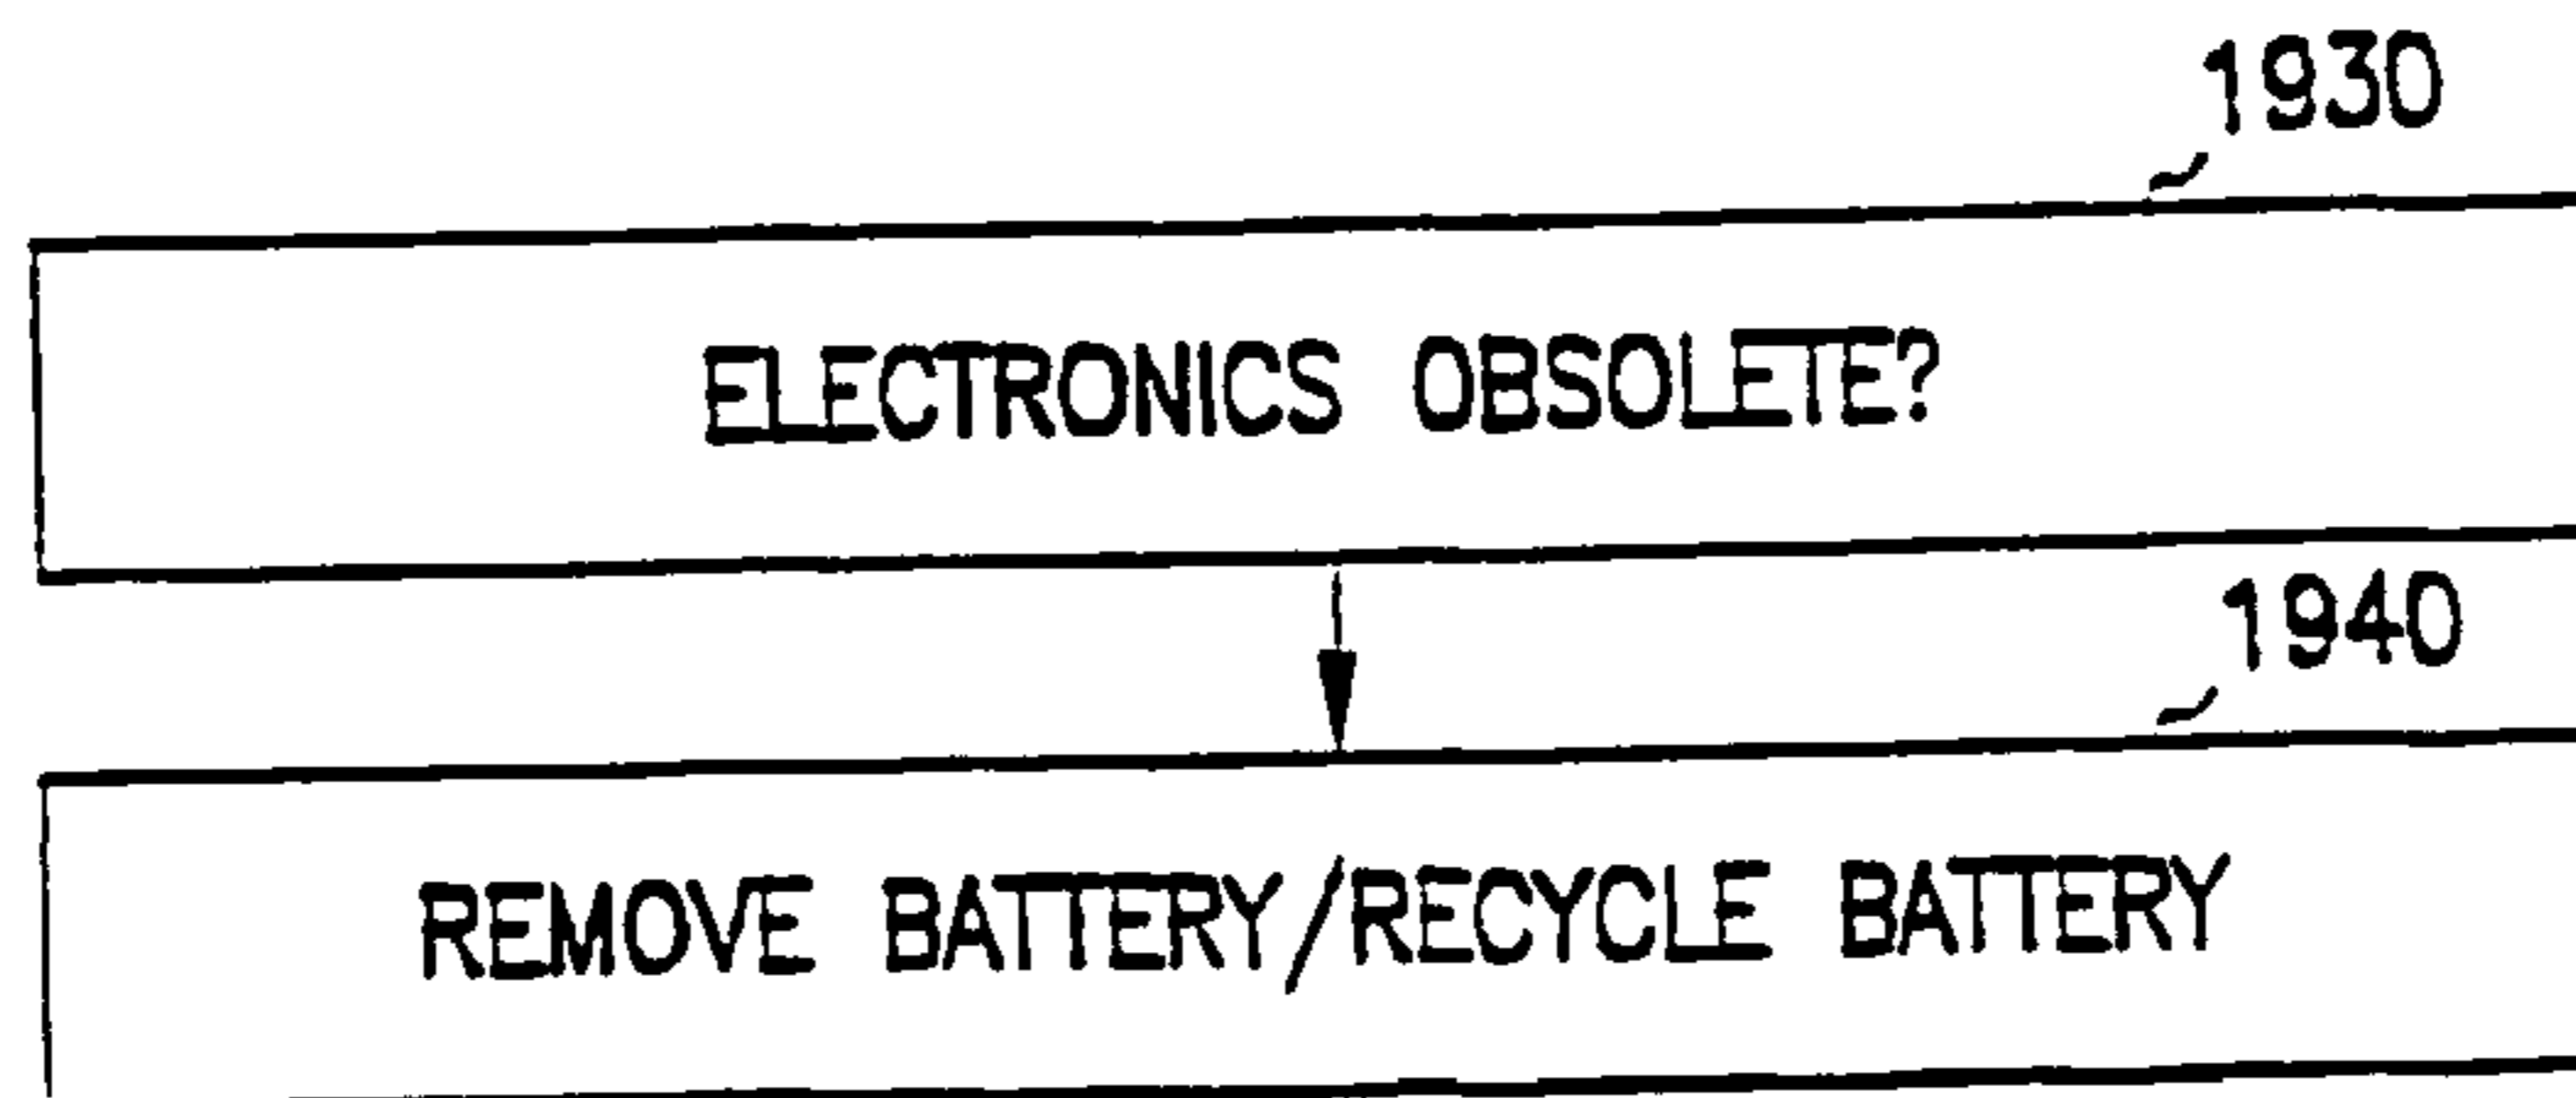 1930
ELECTRONICS OBSOLETE?
1940
REMOVE BATTERY/RECYCLE BATTERY